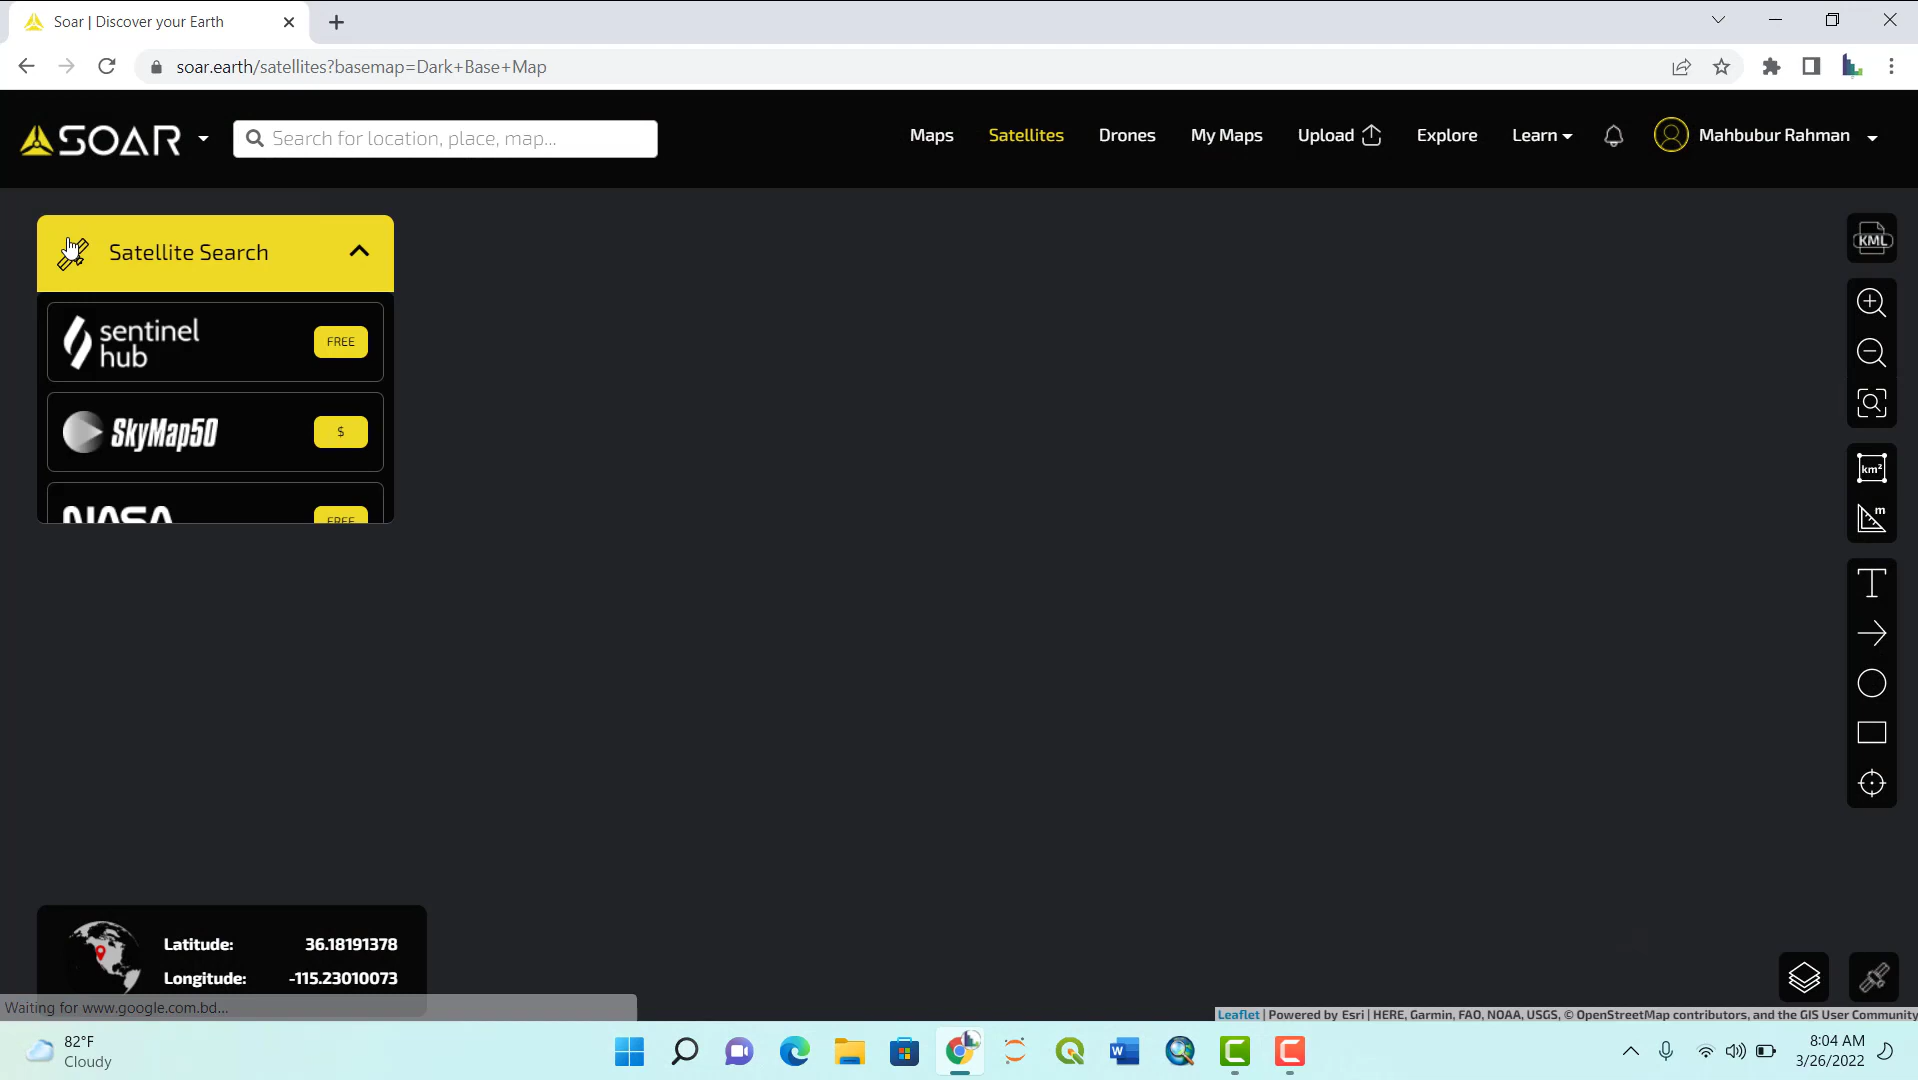 Soar | Discover your Earth
soar.earth/satellites?basemap=Dark+Base+Map
SOAR
Search for location, place, map...
Maps
Satellites
Drones
My Maps
Upload
Explore
Learn
Mahbubur Rahman
Satellite Search
KML
sentinel
hub
FREE
SkyMap50
$
NASA
FREE
km²
m
T
Latitude: 36.18191378
Longitude: -115.23010073
Waiting for www.google.com.bd...
Leaflet | Powered by Esri | HERE, Garmin, FAO, NOAA, USGS, © OpenStreetMap contributors, and the GIS User Community
82°F
Cloudy
8:04 AM
3/26/2022